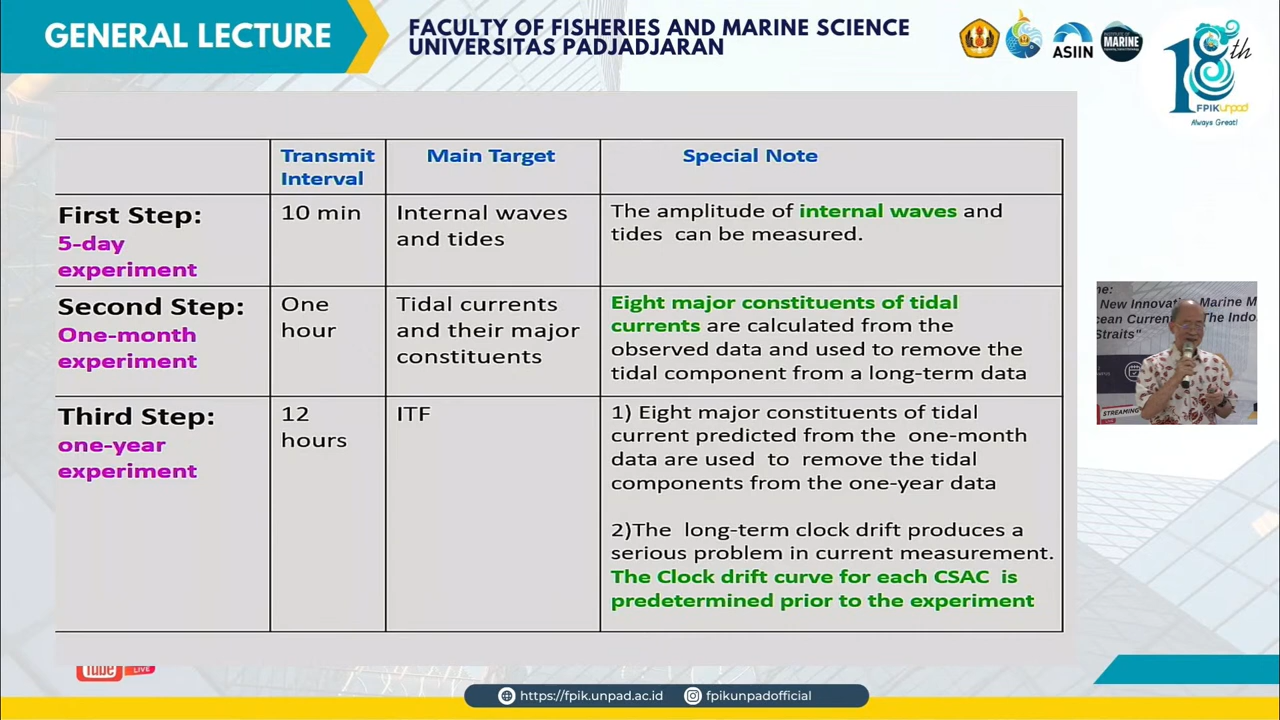 GENERAL LECTURE
FACULTY OF FISHERIES AND MARINE SCIENCE
UNIVERSITAS PADJADJARAN
ASIIN
MARINE
18th
FPIKunpad
Always Great!
Transmit
Interval
Main Target
Special Note
First Step:
5-day
experiment
10 min
Internal waves
and tides
The amplitude of internal waves and
tides can be measured.
Second Step:
One-month
experiment
One
hour
Tidal currents
and their major
constituents
Eight major constituents of tidal
currents are calculated from the
observed data and used to remove the
tidal component from a long-term data
Third Step:
one-year
experiment
12
hours
ITF
1) Eight major constituents of tidal
current predicted from the one-month
data are used to remove the tidal
components from the one-year data
2)The long-term clock drift produces a
serious problem in current measurement.
The Clock drift curve for each CSAC is
predetermined prior to the experiment
New Innovati Marine M
cean Current The Indo
Straits"
STREAMING
Tube LIVE
https://fpik.unpad.ac.id
fpikunpadofficial